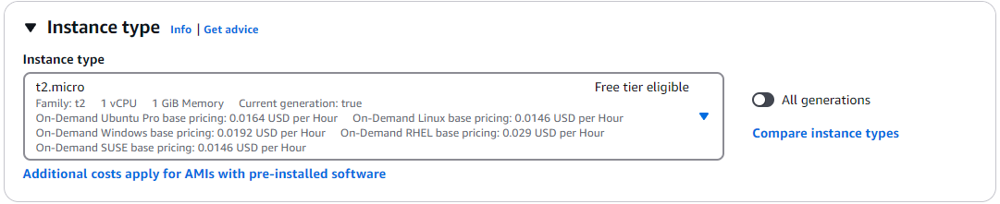 Instance type Info | Get advice
Instance type
t2.micro Free tier eligible
Family: t2 1 vCPU 1 GiB Memory Current generation: true
On-Demand Ubuntu Pro base pricing: 0.0164 USD per Hour On-Demand Linux base pricing: 0.0146 USD per Hour
On-Demand Windows base pricing: 0.0192 USD per Hour On-Demand RHEL base pricing: 0.029 USD per Hour
On-Demand SUSE base pricing: 0.0146 USD per Hour
All generations
Compare instance types
Additional costs apply for AMIs with pre-installed software